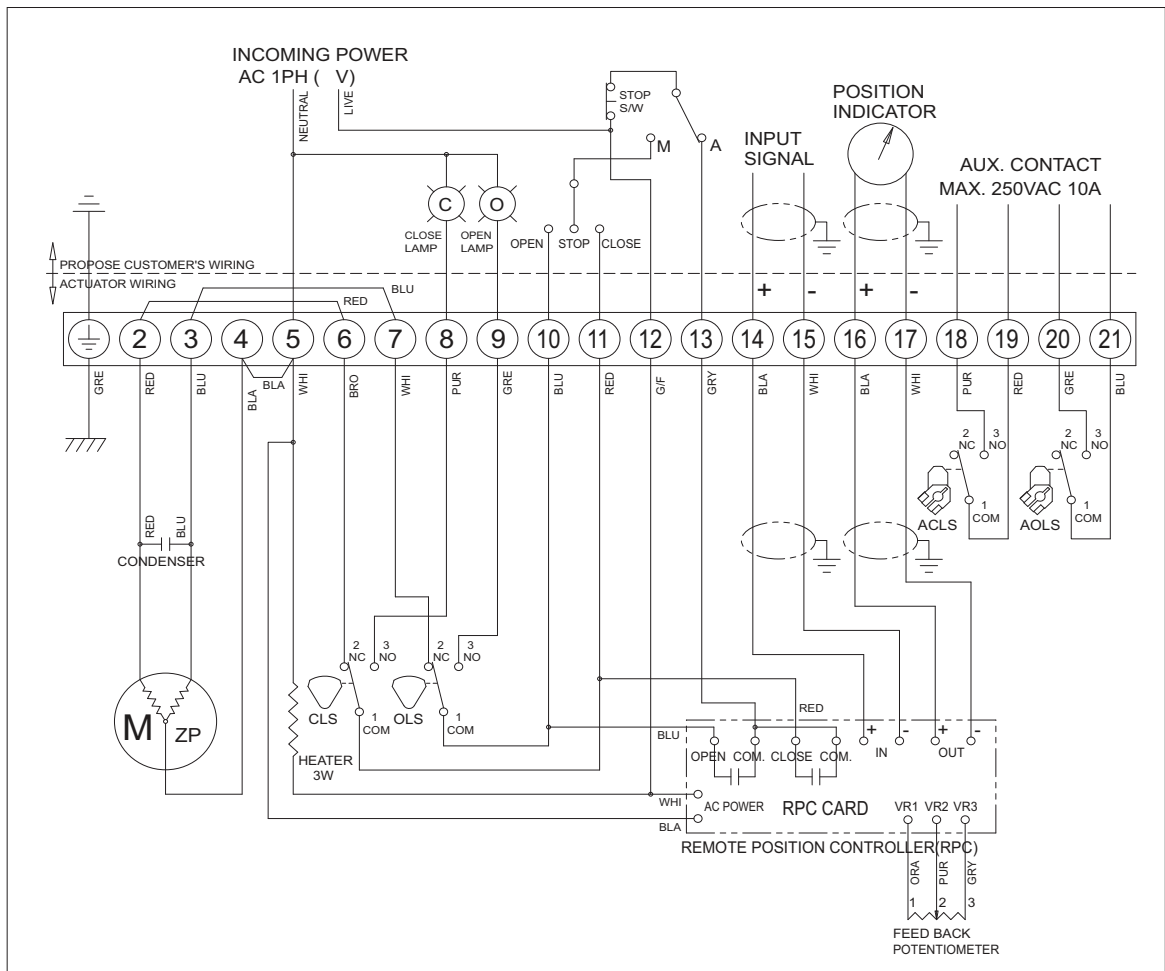 INCOMING POWER
AC 1PH ( V)
NEUTRAL
LIVE
STOP
S/W
M
A
INPUT
SIGNAL
POSITION
INDICATOR
AUX. CONTACT
MAX. 250VAC 10A
C
O
CLOSE
LAMP
OPEN
LAMP
OPEN
STOP
CLOSE
PROPOSE CUSTOMER'S WIRING
ACTUATOR WIRING
BLU
RED
+ - + -
2 3 4 5 6 7 8 9 10 11 12 13 14 15 16 17 18 19 20 21
GRE
RED
BLU
BLA
BLA
WHI
BRO
WHI
PUR
GRE
BLU
RED
G/F
GRY
BLA
WHI
BLA
WHI
PUR
RED
GRE
BLU
2
NC
3
NO
1
COM
ACLS
2
NC
3
NO
1
COM
AOLS
RED
BLU
CONDENSER
M ZP
2
NC
3
NO
CLS
1
COM
2
NC
3
NO
OLS
1
COM
HEATER
3W
RED
BLU
+ - + -
OPEN COM. CLOSE COM. IN OUT
WHI
AC POWER
RPC CARD
VR1 VR2 VR3
BLA
REMOTE POSITION CONTROLLER(RPC)
ORA
PUR
GRY
1 2 3
FEED BACK
POTENTIOMETER